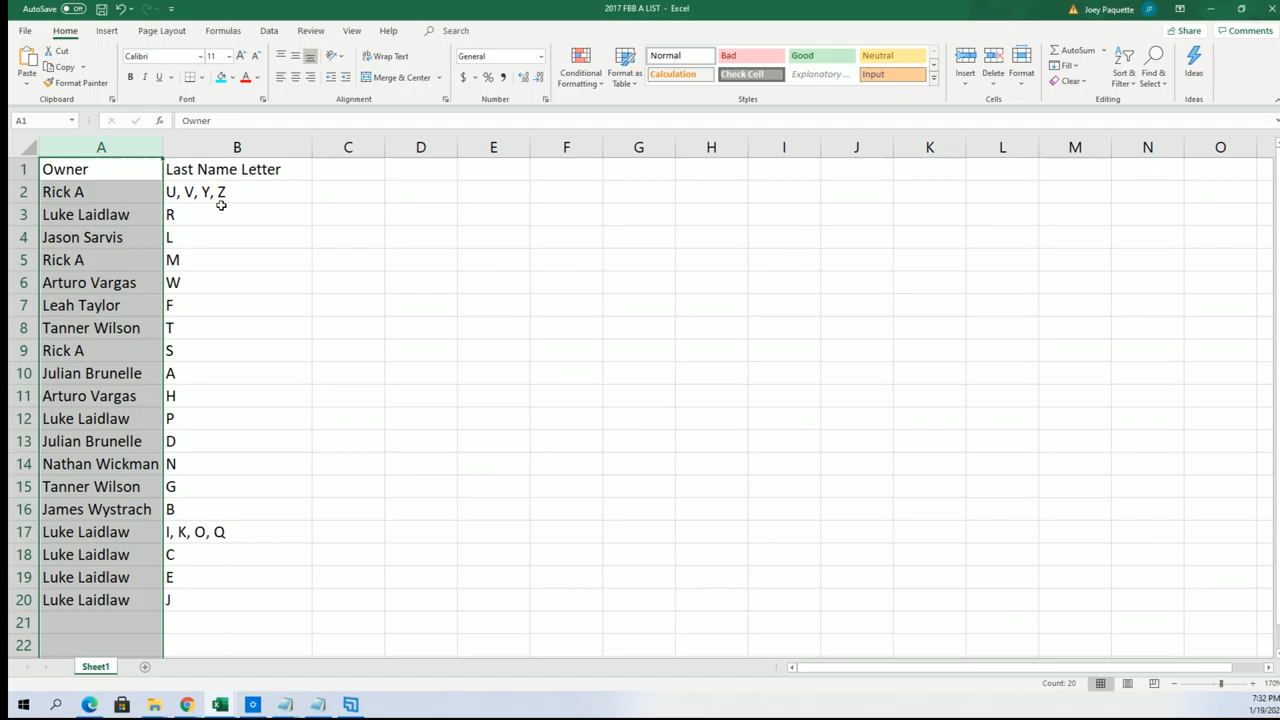 AutoSave Off 2017 FBB A LIST - Excel Joey Paquette JP
File Home Insert Page Layout Formulas Data Review View Help Search Share Comments
Paste Cut Copy Format Painter Clipboard
Calibri 11 A A B I U A Font
Wrap Text Merge & Center Alignment
General $ % , Number
Conditional Formatting Format as Table
Normal Bad Good Neutral
Calculation Check Cell Explanatory ... Input
Styles
Insert Delete Format Cells
AutoSum Fill Clear Sort & Filter Find & Select Editing
Ideas Ideas
A1 fx Owner
A B C D E F G H I J K L M N O
1 Owner Last Name Letter
2 Rick A U, V, Y, Z
3 Luke Laidlaw R
4 Jason Sarvis L
5 Rick A M
6 Arturo Vargas W
7 Leah Taylor F
8 Tanner Wilson T
9 Rick A S
10 Julian Brunelle A
11 Arturo Vargas H
12 Luke Laidlaw P
13 Julian Brunelle D
14 Nathan Wickman N
15 Tanner Wilson G
16 James Wystrach B
17 Luke Laidlaw I, K, O, Q
18 Luke Laidlaw C
19 Luke Laidlaw E
20 Luke Laidlaw J
21
22
Sheet1
Count: 20 170%
7:32 PM
1/19/202